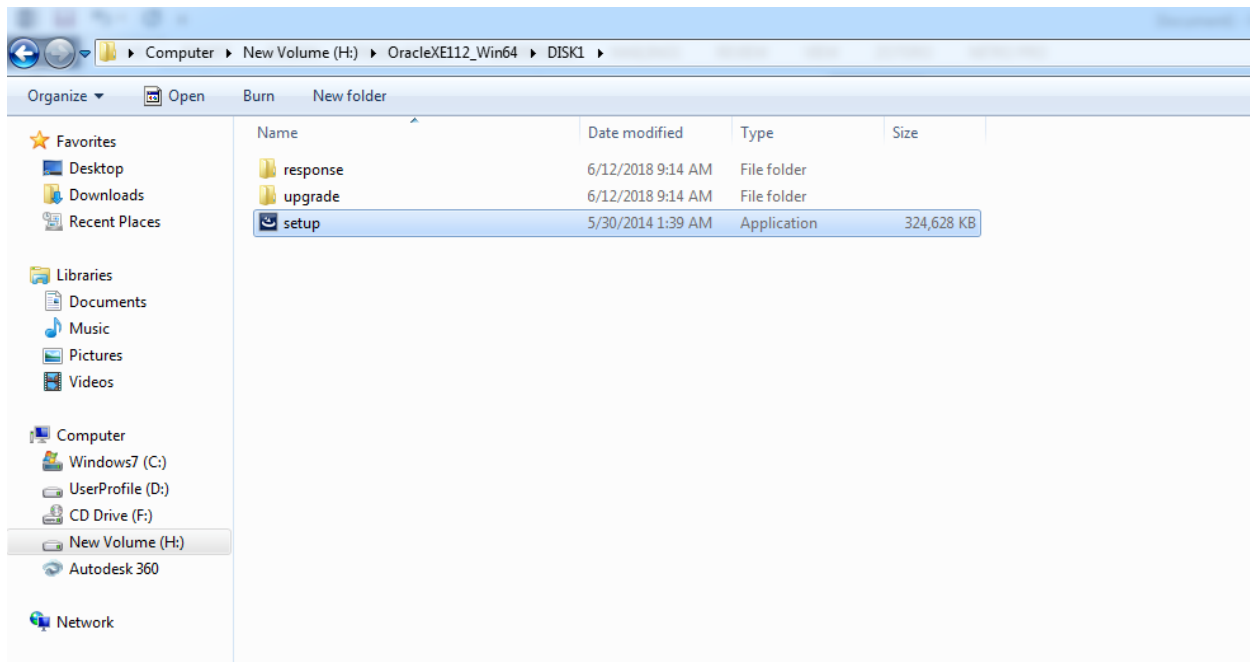 Computer New Volume (H:) OracleXE112_Win64 DISK1
Organize Open Burn New folder
Favorites
Desktop
Downloads
Recent Places
Libraries
Documents
Music
Pictures
Videos
Computer
Windows7 (C:)
UserProfile (D:)
CD Drive (F:)
New Volume (H:)
Autodesk 360
Network
Name Date modified Type Size
response 6/12/2018 9:14 AM File folder
upgrade 6/12/2018 9:14 AM File folder
setup 5/30/2014 1:39 AM Application 324,628 KB